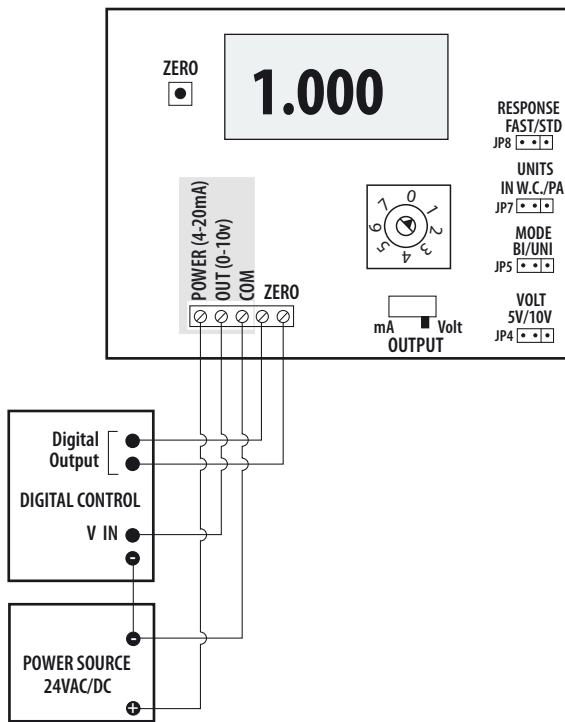 ZERO
1.000
RESPONSE
FAST/STD
JP8
UNITS
IN W.C./PA
JP7
MODE
BI/UNI
JP5
VOLT
5V/10V
JP4
0
1
2
3
4
5
6
7
POWER (4-20mA)
OUT (0-10v)
COM
ZERO
mA Volt
OUTPUT
Digital
Output
DIGITAL CONTROL
V IN
-
-
POWER SOURCE
24VAC/DC
+